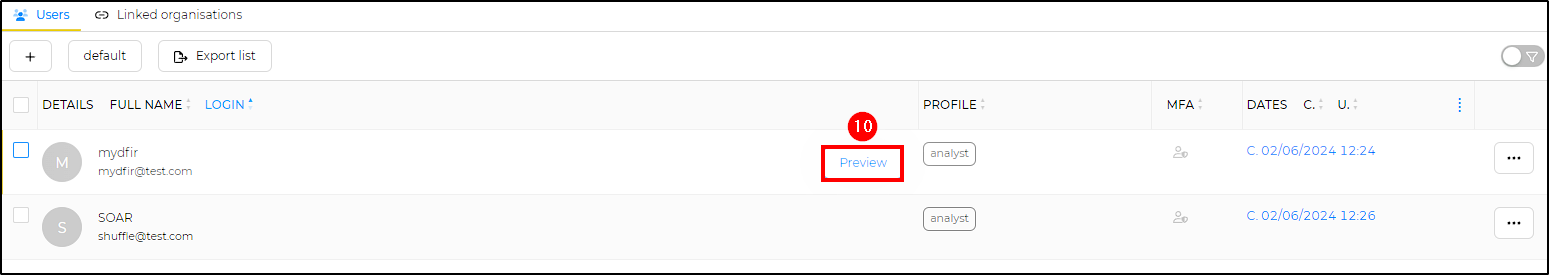 Users Linked organisations
+ default Export list
DETAILS FULL NAME LOGIN PROFILE MFA DATES C. U.
10
M mydfir Preview analyst C. 02/06/2024 12:24
mydfir@test.com
S SOAR analyst C. 02/06/2024 12:26
shuffle@test.com